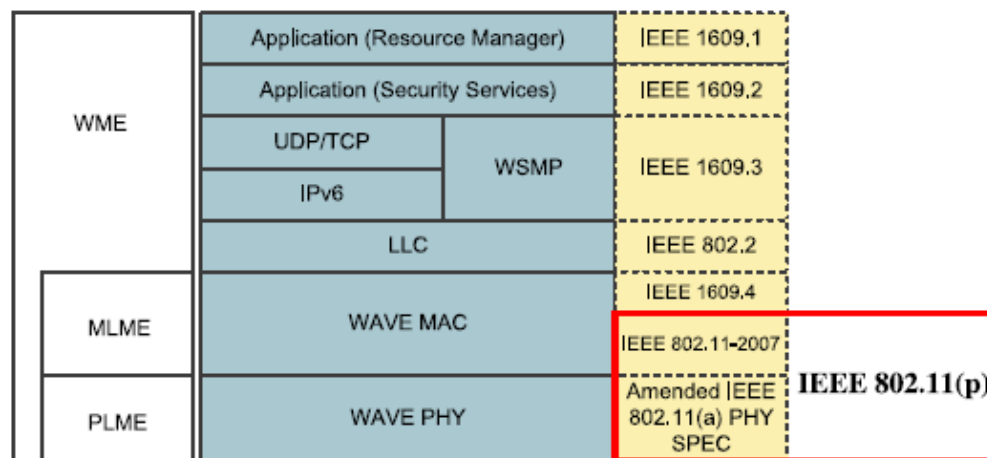 Application (Resource Manager)
IEEE 1609.1
Application (Security Services)
IEEE 1609.2
WME
UDP/TCP
WSMP
IEEE 1609.3
IPv6
LLC
IEEE 802.2
IEEE 1609.4
MLME
WAVE MAC
IEEE 802.11-2007
IEEE 802.11(p)
PLME
WAVE PHY
Amended IEEE
802.11(a) PHY
SPEC